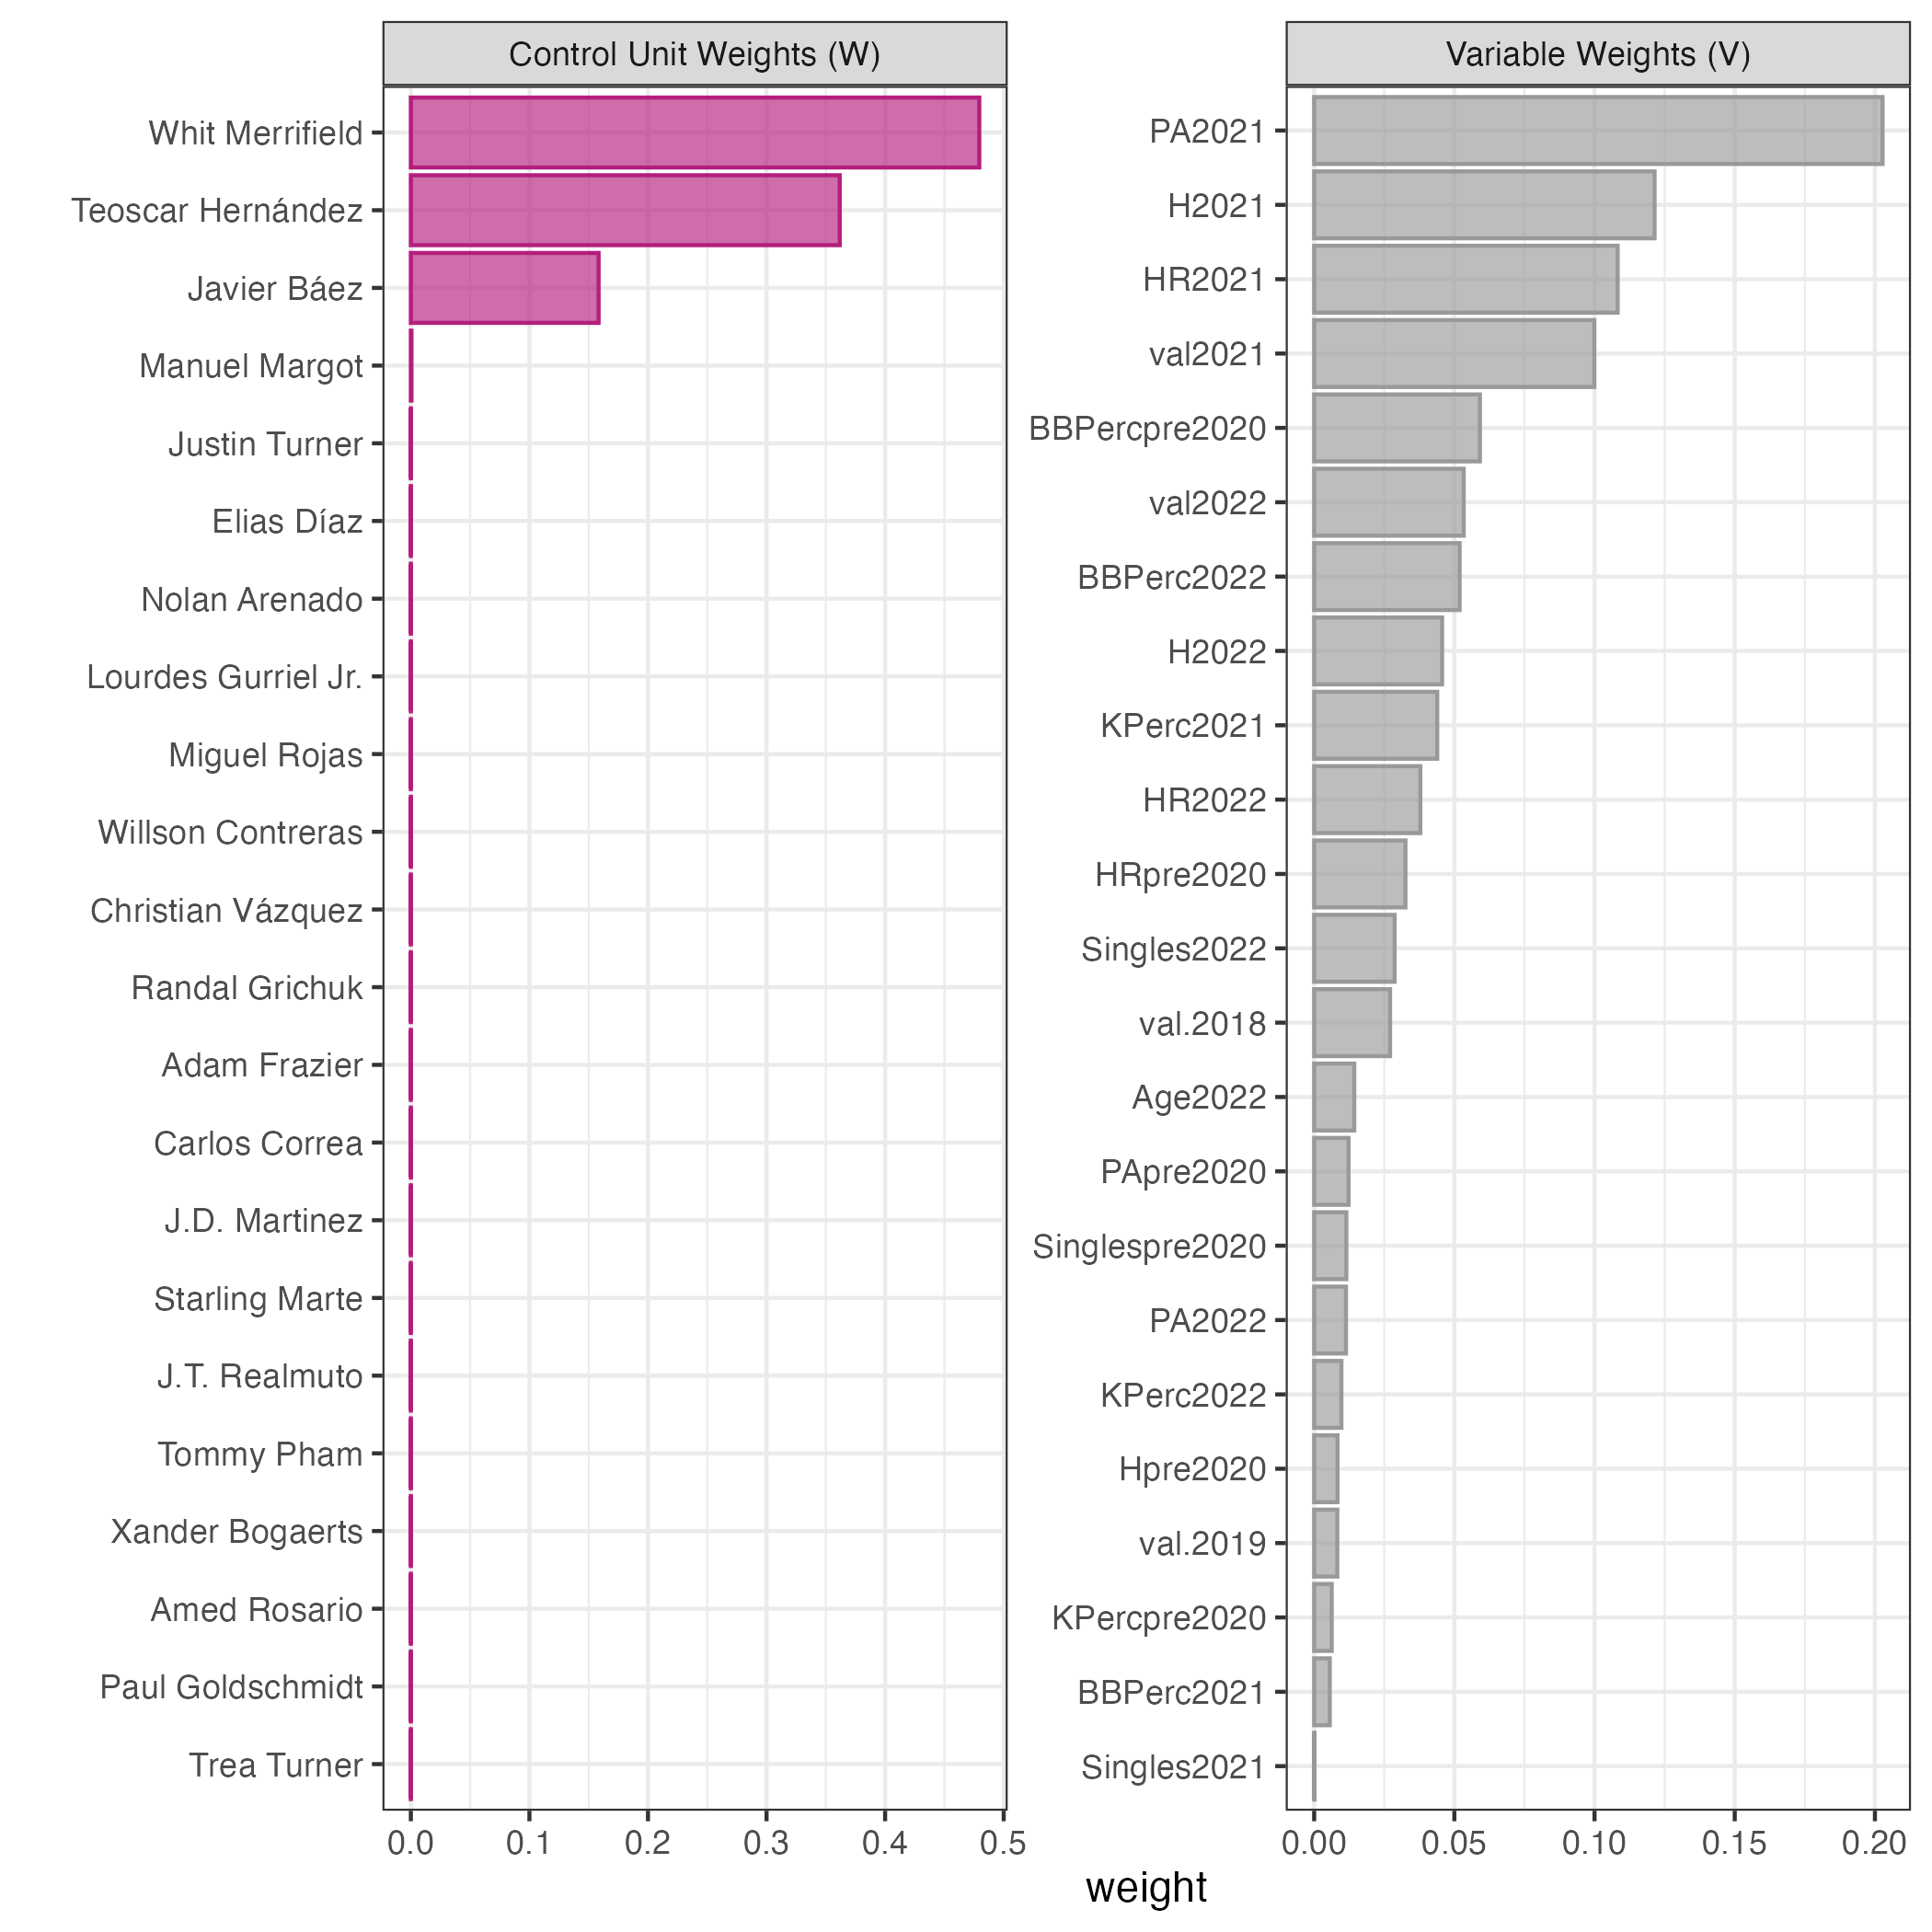 Control Unit Weights (W)
Whit Merrifield
Teoscar Hernández
Javier Báez
Manuel Margot
Justin Turner
Elias Díaz
Nolan Arenado
Lourdes Gurriel Jr.
Miguel Rojas
Willson Contreras
Christian Vázquez
Randal Grichuk
Adam Frazier
Carlos Correa
J.D. Martinez
Starling Marte
J.T. Realmuto
Tommy Pham
Xander Bogaerts
Amed Rosario
Paul Goldschmidt
Trea Turner
0.0 0.1 0.2 0.3 0.4 0.5
Variable Weights (V)
PA2021
H2021
HR2021
val2021
BBPercpre2020
val2022
BBPerc2022
H2022
KPerc2021
HR2022
HRpre2020
Singles2022
val.2018
Age2022
PApre2020
Singlespre2020
PA2022
KPerc2022
Hpre2020
val.2019
KPercpre2020
BBPerc2021
Singles2021
0.00 0.05 0.10 0.15 0.20
weight